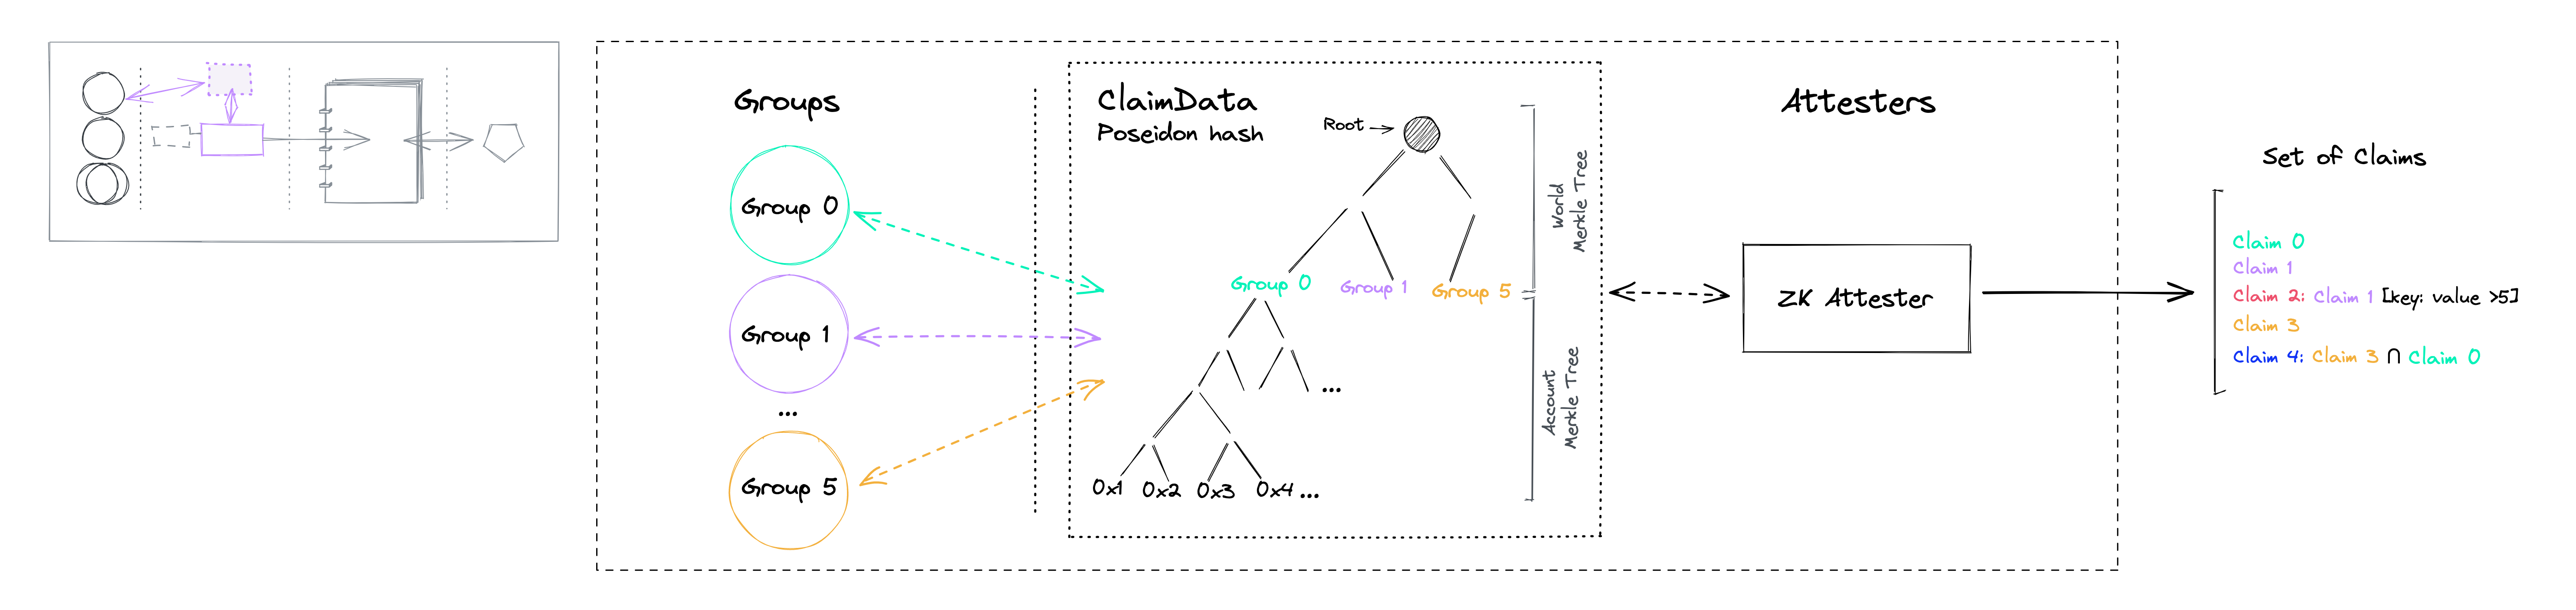 Groups
Group 0
Group 1
...
Group 5
ClaimData
Poseidon hash
Root
Group 0
Group 1
Group 5
...
0x1
0x2
0x3
0x4 ...
World
Merkle Tree
Account
Merkle Tree
Attesters
ZK Attester
Set of Claims
Claim 0
Claim 1
Claim 2: Claim 1 [key: value >5]
Claim 3
Claim 4: Claim 3 ∩ Claim 0